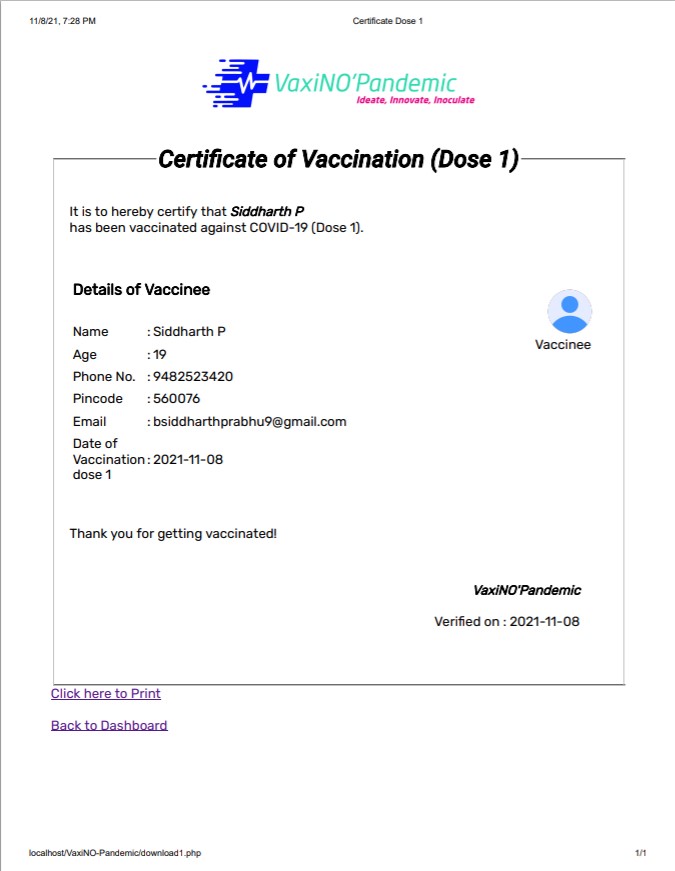 11/8/21, 7:28 PM Certificate Dose 1
VaxiNO'Pandemic
Ideate, Innovate, Inoculate
Certificate of Vaccination (Dose 1)
It is to hereby certify that Siddharth P
has been vaccinated against COVID-19 (Dose 1).
Details of Vaccinee
Vaccinee
Name : Siddharth P
Age : 19
Phone No. : 9482523420
Pincode : 560076
Email : bsiddharthprabhu9@gmail.com
Date of
Vaccination : 2021-11-08
dose 1
Thank you for getting vaccinated!
VaxiNO'Pandemic
Verified on : 2021-11-08
Click here to Print
Back to Dashboard
localhost/VaxiNO-Pandemic/download1.php 1/1